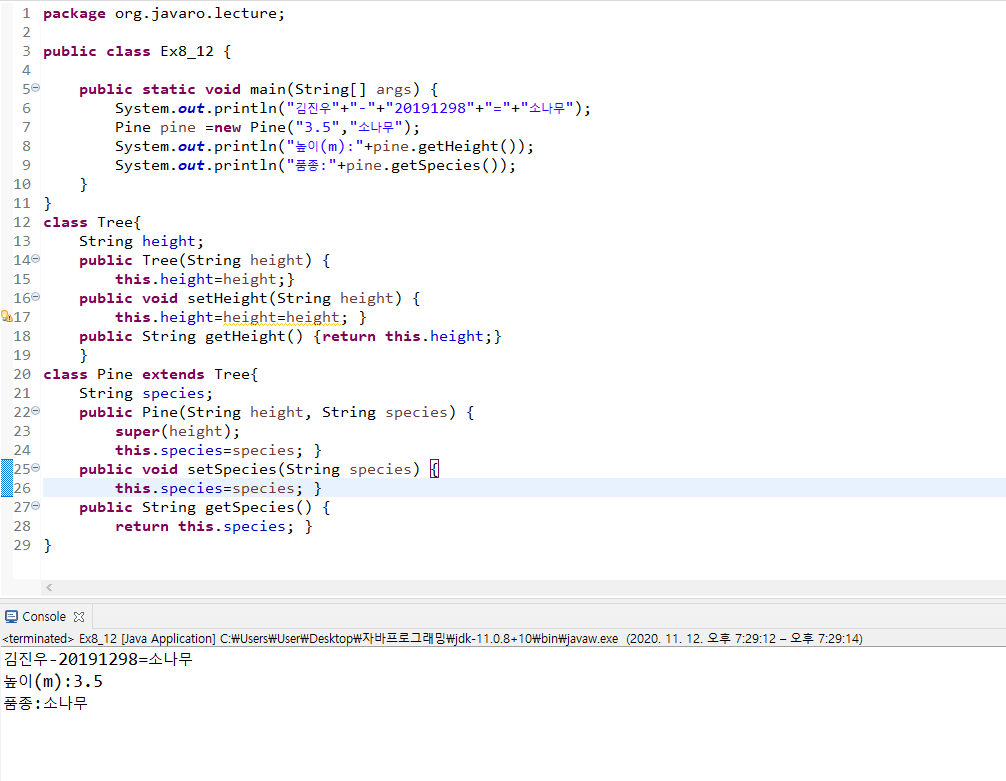 1 package org.javaro.lecture;
2
3 public class Ex8_12 {
4
5 public static void main(String[] args) {
6 System.out.println("김진우"+"-"+"20191298"+"="+"소나무");
7 Pine pine =new Pine("3.5","소나무");
8 System.out.println("높이(m):"+pine.getHeight());
9 System.out.println("품종:"+pine.getSpecies());
10 }
11 }
12 class Tree{
13 String height;
14 public Tree(String height) {
15 this.height=height;}
16 public void setHeight(String height) {
17 this.height=height=height; }
18 public String getHeight() {return this.height;}
19 }
20 class Pine extends Tree{
21 String species;
22 public Pine(String height, String species) {
23 super(height);
24 this.species=species; }
25 public void setSpecies(String species) {
26 this.species=species; }
27 public String getSpecies() {
28 return this.species; }
29 }
Console
<terminated> Ex8_12 [Java Application] C:₩Users₩User₩Desktop₩자바프로그래밍₩jdk-11.0.8+10₩bin₩javaw.exe (2020. 11. 12. 오후 7:29:12 – 오후 7:29:14)
김진우-20191298=소나무
높이(m):3.5
품종:소나무